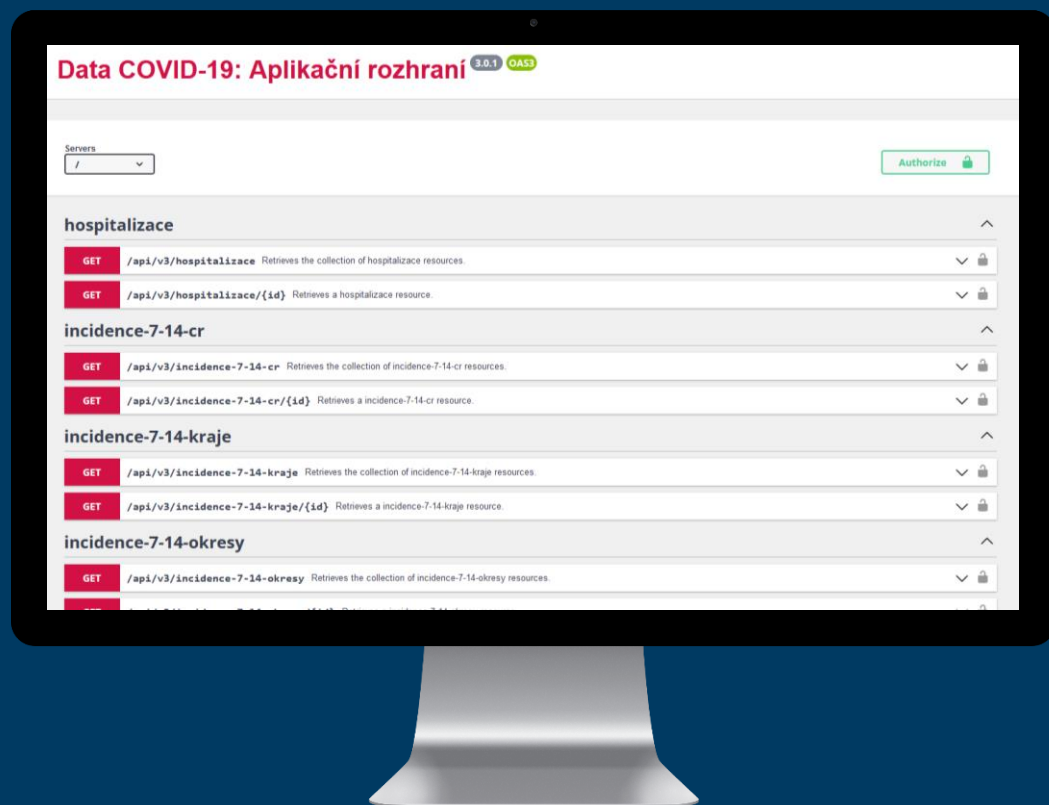 Data COVID-19: Aplikační rozhraní 3.0.1 OAS3
Servers
/
Authorize
hospitalizace
GET /api/v3/hospitalizace Retrieves the collection of hospitalizace resources.
GET /api/v3/hospitalizace/{id} Retrieves a hospitalizace resource.
incidence-7-14-cr
GET /api/v3/incidence-7-14-cr Retrieves the collection of incidence-7-14-cr resources.
GET /api/v3/incidence-7-14-cr/{id} Retrieves a incidence-7-14-cr resource.
incidence-7-14-kraje
GET /api/v3/incidence-7-14-kraje Retrieves the collection of incidence-7-14-kraje resources.
GET /api/v3/incidence-7-14-kraje/{id} Retrieves a incidence-7-14-kraje resource.
incidence-7-14-okresy
GET /api/v3/incidence-7-14-okresy Retrieves the collection of incidence-7-14-okresy resources.